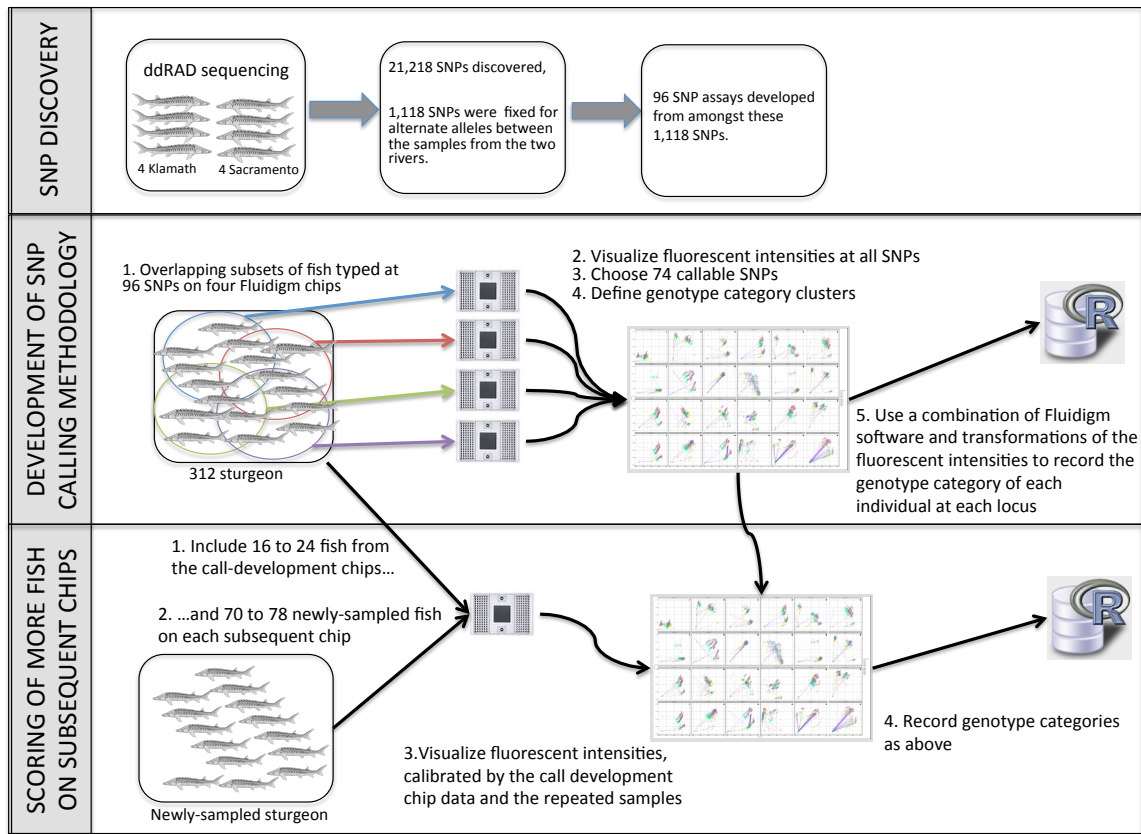 SNP DISCOVERY
ddRAD sequencing
4 Klamath
4 Sacramento
21,218 SNPs discovered,
1,118 SNPs were fixed for
alternate alleles between
the samples from the two
rivers.
96 SNP assays developed
from amongst these
1,118 SNPs.
DEVELOPMENT OF SNP
CALLING METHODOLOGY
1. Overlapping subsets of fish typed at
96 SNPs on four Fluidigm chips
312 sturgeon
2. Visualize fluorescent intensities at all SNPs
3. Choose 74 callable SNPs
4. Define genotype category clusters
R
5. Use a combination of Fluidigm
software and transformations of the
fluorescent intensities to record the
genotype category of each
individual at each locus
SCORING OF MORE FISH
ON SUBSEQUENT CHIPS
1. Include 16 to 24 fish from
the call-development chips...
2. ...and 70 to 78 newly-sampled fish
on each subsequent chip
Newly-sampled sturgeon
3.Visualize fluorescent intensities,
calibrated by the call development
chip data and the repeated samples
R
4. Record genotype categories
as above